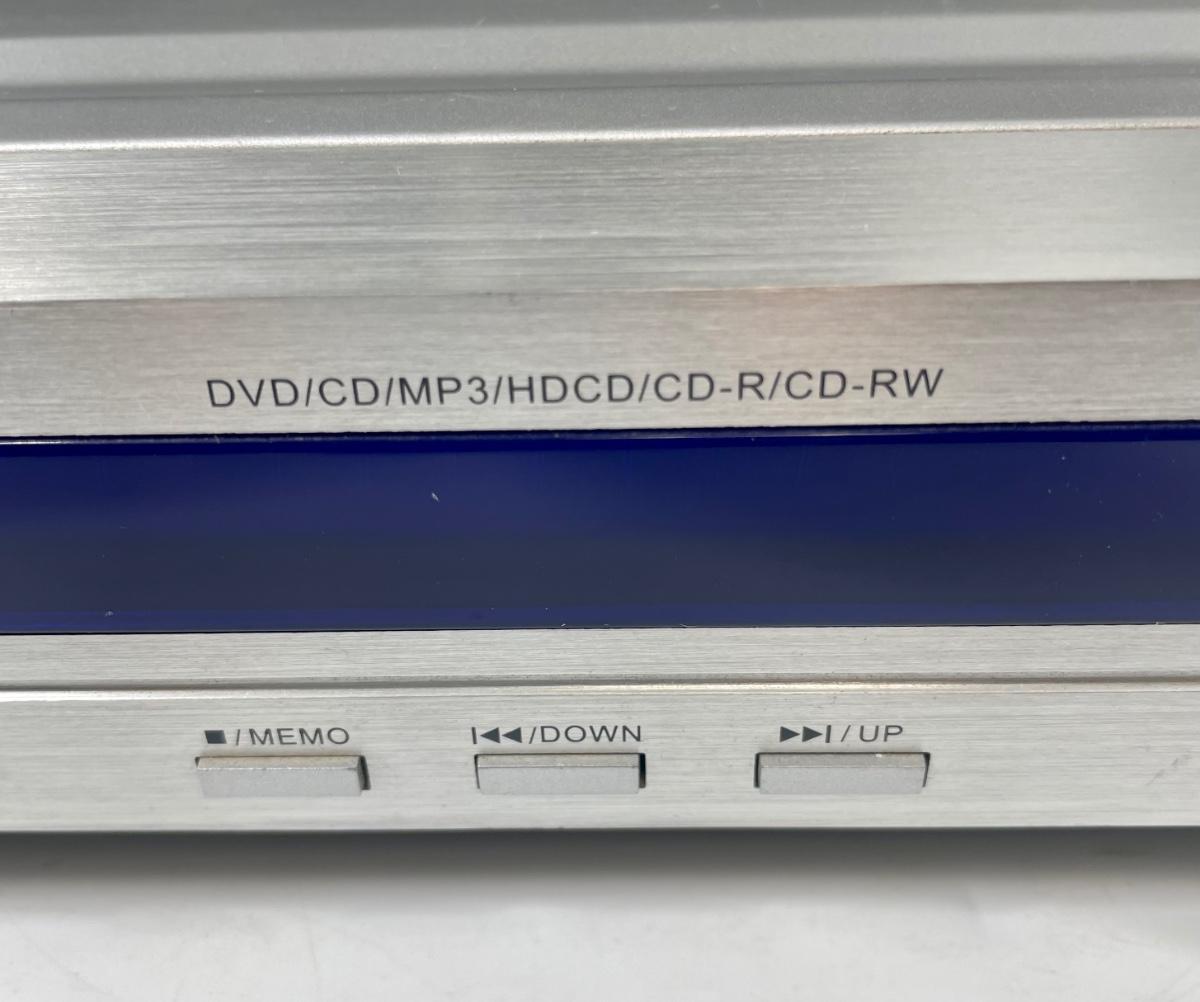 DVD/CD/MP3/HDCD/CD-R/CD-RW
■/MEMO
I◀◀/DOWN
▶▶I/UP